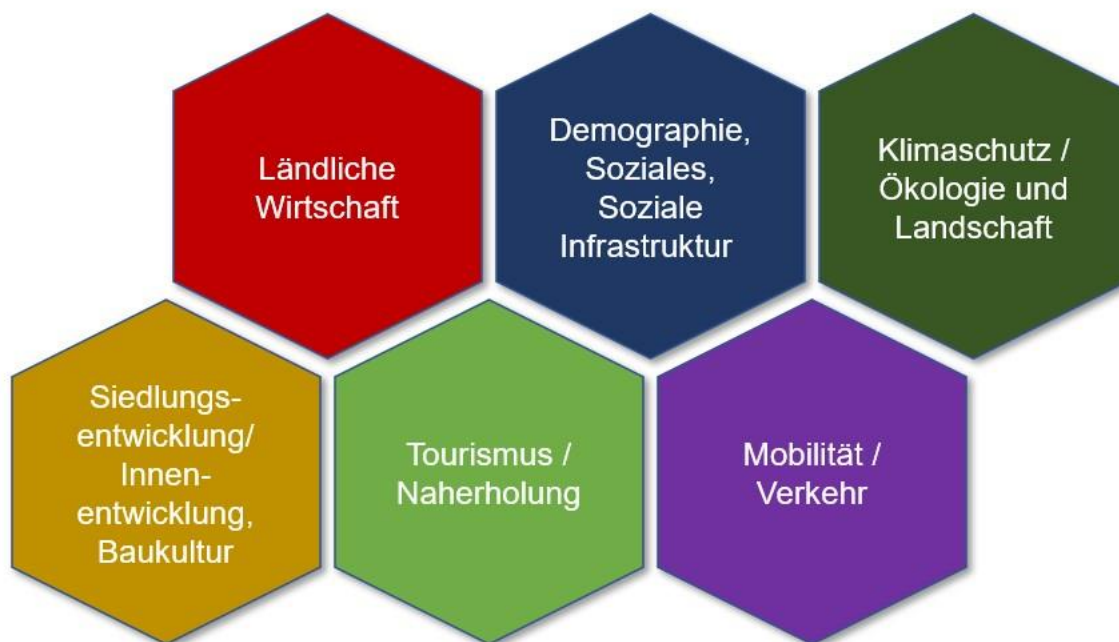 Ländliche
Wirtschaft
Demographie,
Soziales,
Soziale
Infrastruktur
Klimaschutz /
Ökologie und
Landschaft
Siedlungs-
entwicklung/
Innen-
entwicklung,
Baukultur
Tourismus /
Naherholung
Mobilität /
Verkehr